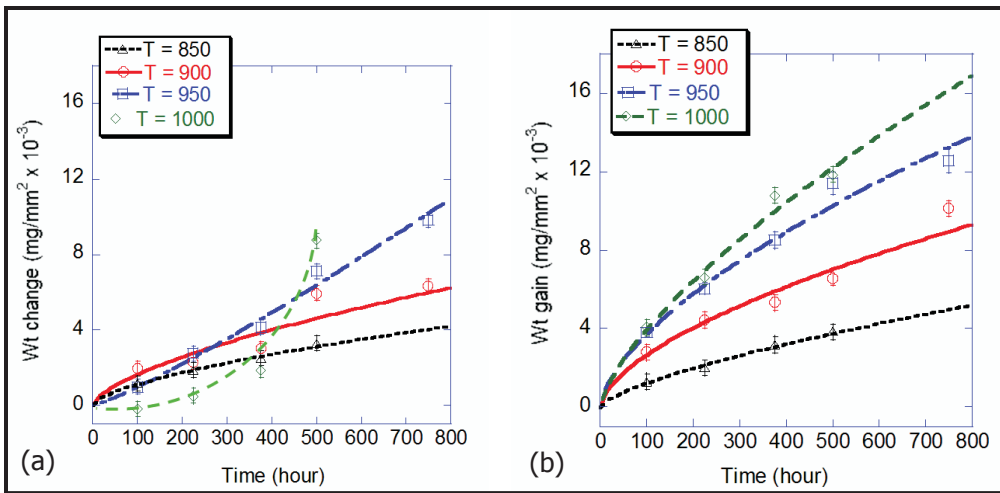 T = 850
T = 900
T = 950
T = 1000
Wt change (mg/mm² x 10⁻³)
16
12
8
4
0
0 100 200 300 400 500 600 700 800
Time (hour)
(a)
T = 850
T = 900
T = 950
T = 1000
Wt gain (mg/mm² x 10⁻³)
16
12
8
4
0
0 100 200 300 400 500 600 700 800
Time (hour)
(b)